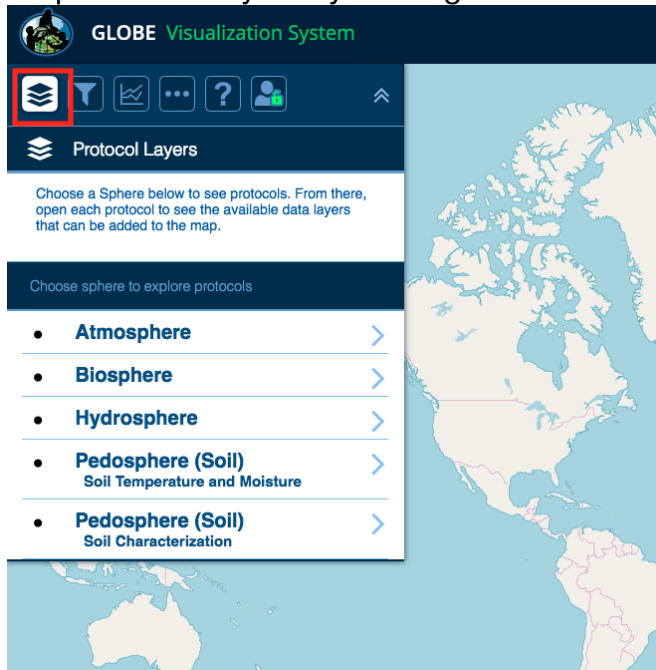 GLOBE Visualization System
?
Protocol Layers
Choose a Sphere below to see protocols. From there,
open each protocol to see the available data layers
that can be added to the map.
Choose sphere to explore protocols
Atmosphere
Biosphere
Hydrosphere
Pedosphere (Soil)
Soil Temperature and Moisture
Pedosphere (Soil)
Soil Characterization